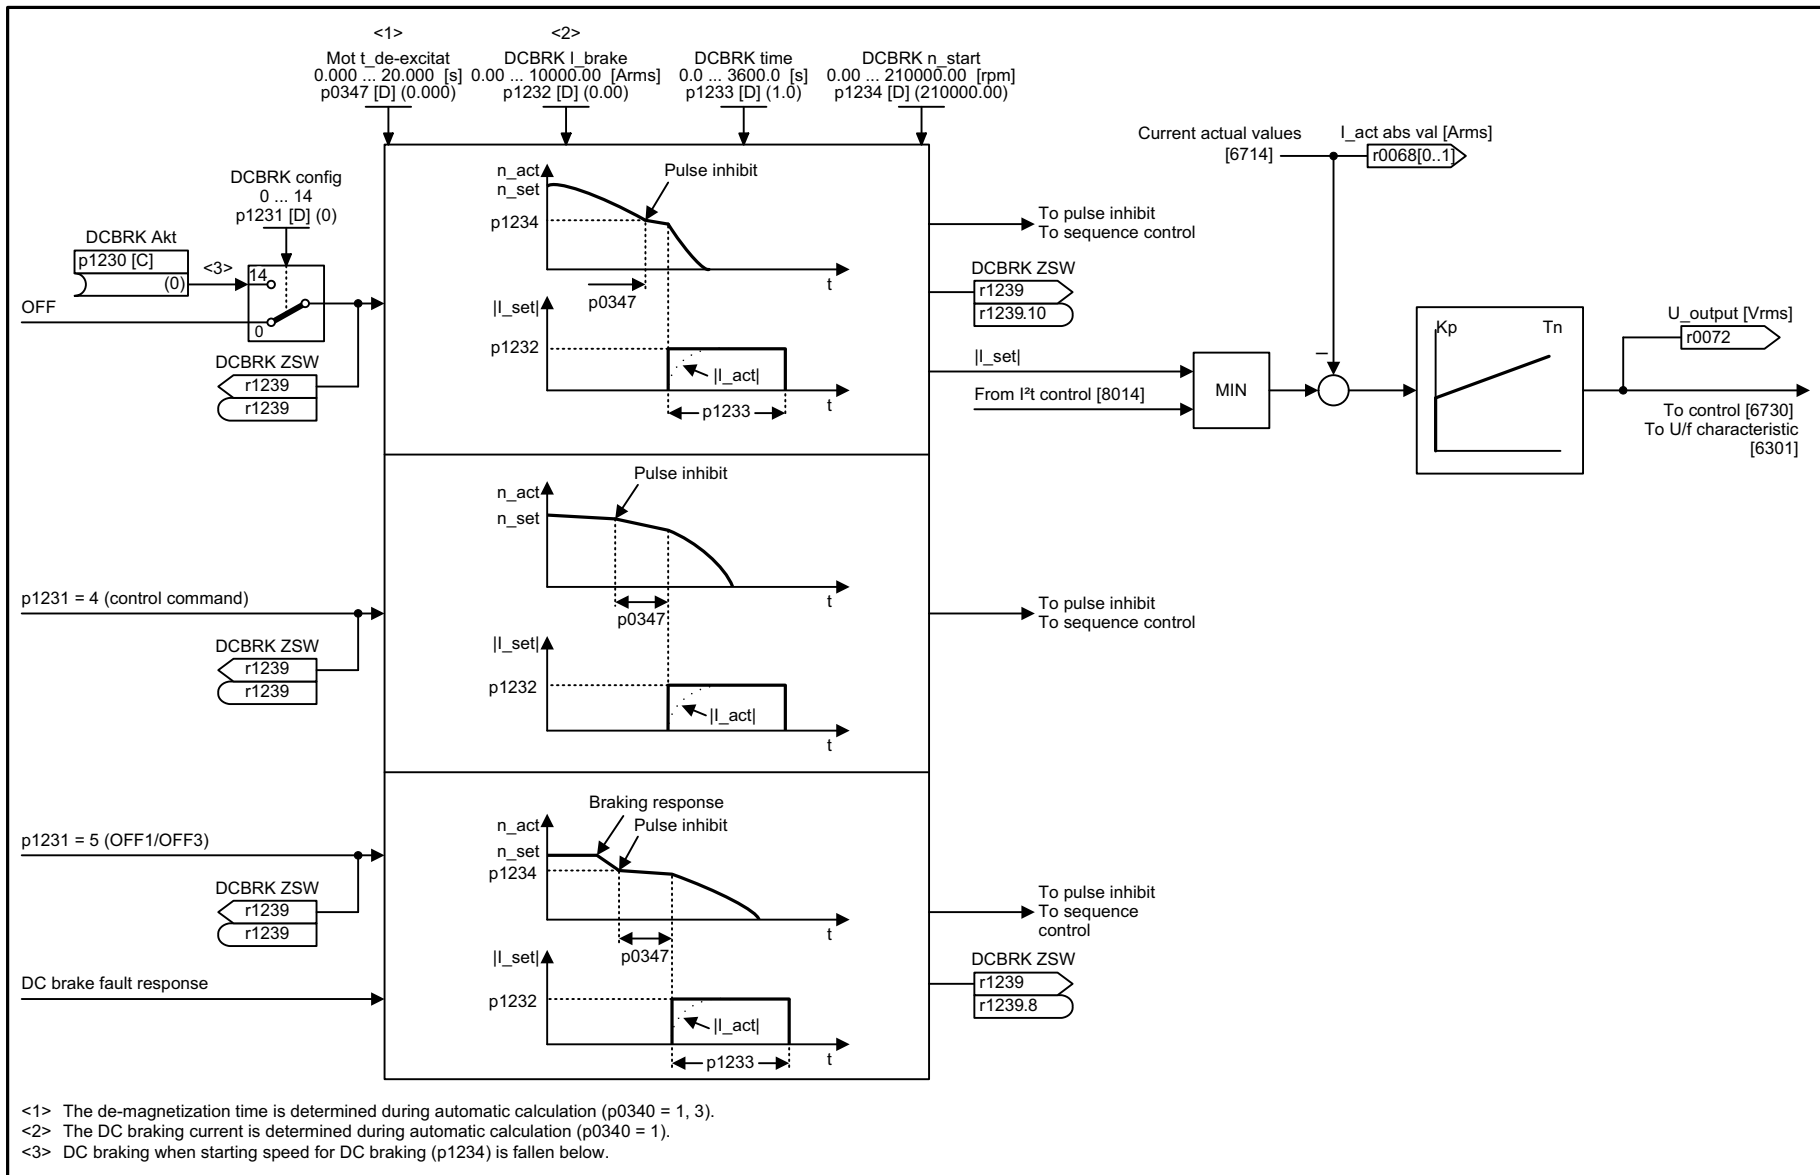 <1>
Mot t_de-excitat
0.000 ... 20.000 [s]
p0347 [D] (0.000)
<2>
DCBRK I_brake
0.00 ... 10000.00 [Arms]
p1232 [D] (0.00)
DCBRK time
0.0 ... 3600.0 [s]
p1233 [D] (1.0)
DCBRK n_start
0.00 ... 210000.00 [rpm]
p1234 [D] (210000.00)
Current actual values
[6714]
I_act abs val [Arms]
r0068[0..1]
DCBRK config
0 ... 14
p1231 [D] (0)
DCBRK Akt
p1230 [C]
(0)
<3>
14
0
OFF
DCBRK ZSW
r1239
r1239
n_act
n_set
p1234
Pulse inhibit
t
p0347
|I_set|
p1232
|I_act|
t
p1233
To pulse inhibit
To sequence control
DCBRK ZSW
r1239
r1239.10
|I_set|
From I²t control [8014]
MIN
–
Kp
Tn
U_output [Vrms]
r0072
To control [6730]
To U/f characteristic
[6301]
p1231 = 4 (control command)
DCBRK ZSW
r1239
r1239
Pulse inhibit
n_act
n_set
p0347
t
|I_set|
p1232
|I_act|
t
To pulse inhibit
To sequence control
p1231 = 5 (OFF1/OFF3)
DCBRK ZSW
r1239
r1239
DC brake fault response
Braking response
Pulse inhibit
n_act
n_set
p1234
p0347
t
|I_set|
p1232
|I_act|
t
p1233
To pulse inhibit
To sequence
control
DCBRK ZSW
r1239
r1239.8
<1> The de-magnetization time is determined during automatic calculation (p0340 = 1, 3).
<2> The DC braking current is determined during automatic calculation (p0340 = 1).
<3> DC braking when starting speed for DC braking (p1234) is fallen below.